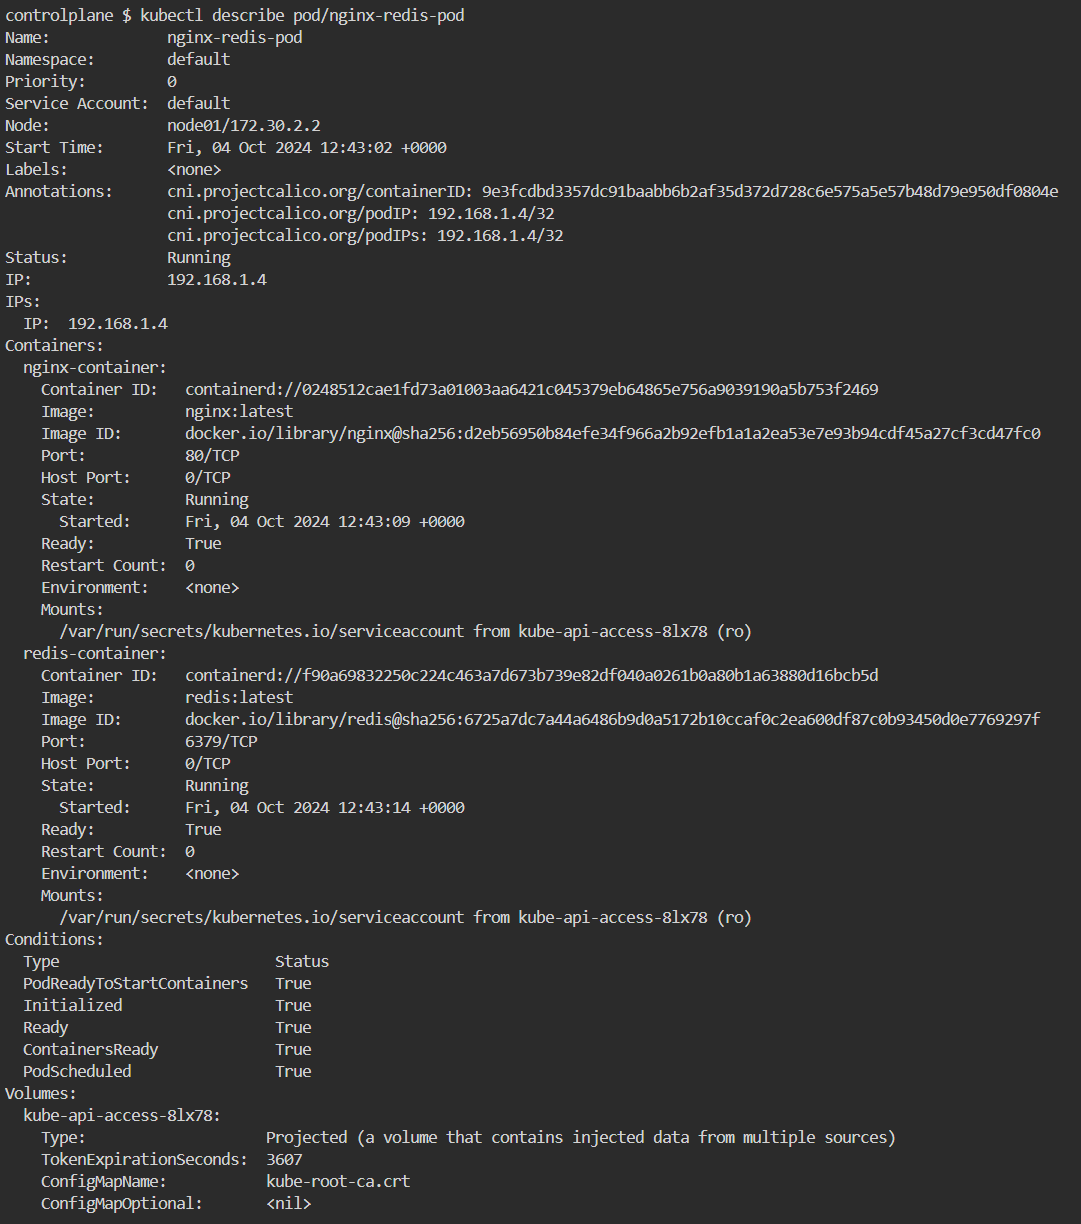 controlplane $ kubectl describe pod/nginx-redis-pod
Name:             nginx-redis-pod
Namespace:        default
Priority:         0
Service Account:  default
Node:             node01/172.30.2.2
Start Time:       Fri, 04 Oct 2024 12:43:02 +0000
Labels:           <none>
Annotations:      cni.projectcalico.org/containerID: 9e3fcdbd3357dc91baabb6b2af35d372d728c6e575a5e57b48d79e950df0804e
                  cni.projectcalico.org/podIP: 192.168.1.4/32
                  cni.projectcalico.org/podIPs: 192.168.1.4/32
Status:           Running
IP:               192.168.1.4
IPs:
  IP:  192.168.1.4
Containers:
  nginx-container:
    Container ID:   containerd://0248512cae1fd73a01003aa6421c045379eb64865e756a9039190a5b753f2469
    Image:          nginx:latest
    Image ID:       docker.io/library/nginx@sha256:d2eb56950b84efe34f966a2b92efb1a1a2ea53e7e93b94cdf45a27cf3cd47fc0
    Port:           80/TCP
    Host Port:      0/TCP
    State:          Running
      Started:      Fri, 04 Oct 2024 12:43:09 +0000
    Ready:          True
    Restart Count:  0
    Environment:    <none>
    Mounts:
      /var/run/secrets/kubernetes.io/serviceaccount from kube-api-access-8lx78 (ro)
  redis-container:
    Container ID:   containerd://f90a69832250c224c463a7d673b739e82df040a0261b0a80b1a63880d16bcb5d
    Image:          redis:latest
    Image ID:       docker.io/library/redis@sha256:6725a7dc7a44a6486b9d0a5172b10ccaf0c2ea600df87c0b93450d0e7769297f
    Port:           6379/TCP
    Host Port:      0/TCP
    State:          Running
      Started:      Fri, 04 Oct 2024 12:43:14 +0000
    Ready:          True
    Restart Count:  0
    Environment:    <none>
    Mounts:
      /var/run/secrets/kubernetes.io/serviceaccount from kube-api-access-8lx78 (ro)
Conditions:
  Type                        Status
  PodReadyToStartContainers   True
  Initialized                 True
  Ready                       True
  ContainersReady             True
  PodScheduled                True
Volumes:
  kube-api-access-8lx78:
    Type:                    Projected (a volume that contains injected data from multiple sources)
    TokenExpirationSeconds:  3607
    ConfigMapName:           kube-root-ca.crt
    ConfigMapOptional:       <nil>